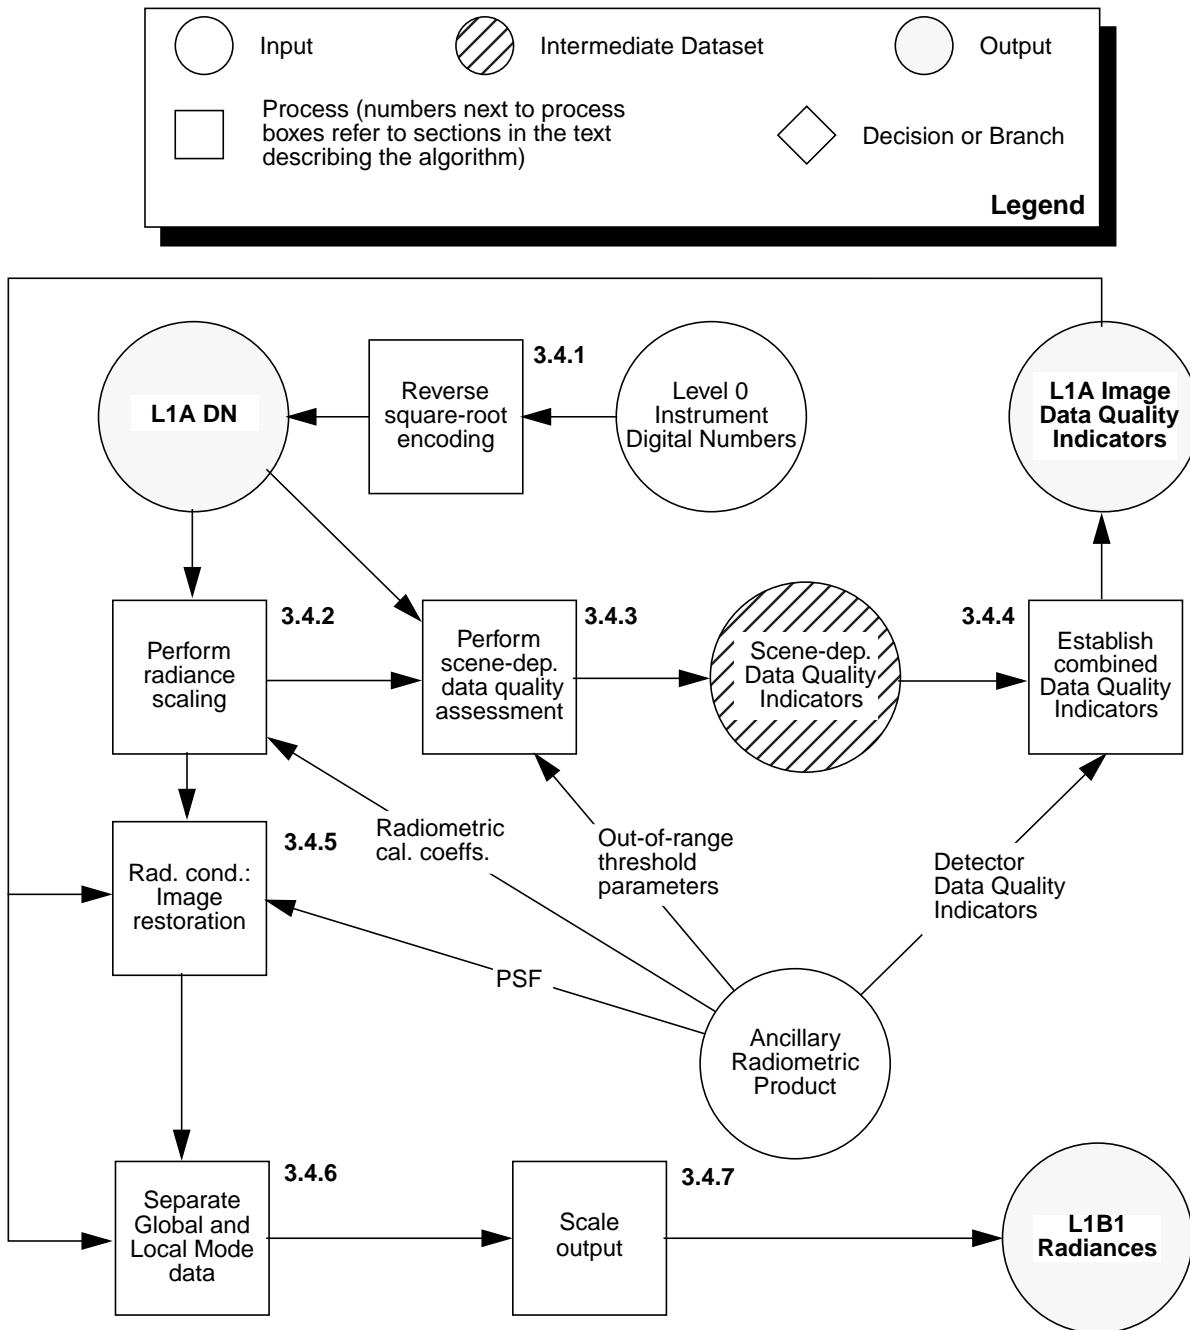 Input
Intermediate Dataset
Output
Process (numbers next to process
boxes refer to sections in the text
describing the algorithm)
Decision or Branch
Legend
L1A DN
Reverse
square-root
encoding
3.4.1
Level 0
Instrument
Digital Numbers
L1A Image
Data Quality
Indicators
Perform
radiance
scaling
3.4.2
Perform
scene-dep.
data quality
assessment
3.4.3
Scene-dep.
Data Quality
Indicators
3.4.4
Establish
combined
Data Quality
Indicators
Rad. cond.:
Image
restoration
3.4.5
Radiometric
cal. coeffs.
Out-of-range
threshold
parameters
Detector
Data Quality
Indicators
PSF
Ancillary
Radiometric
Product
Separate
Global and
Local Mode
data
3.4.6
Scale
output
3.4.7
L1B1
Radiances